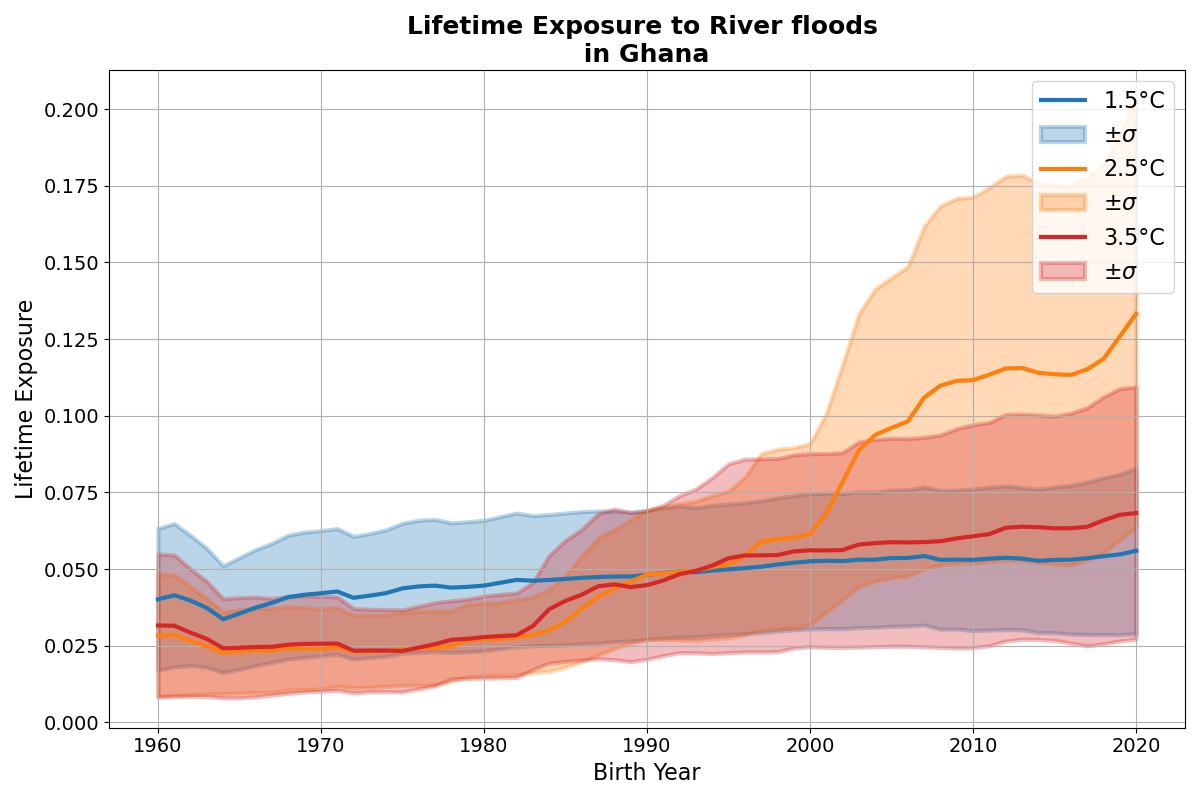 Lifetime Exposure to River floods
in Ghana
Lifetime Exposure
0.200
0.175
0.150
0.125
0.100
0.075
0.050
0.025
0.000
1.5°C
±σ
2.5°C
±σ
3.5°C
±σ
1960 1970 1980 1990 2000 2010 2020
Birth Year